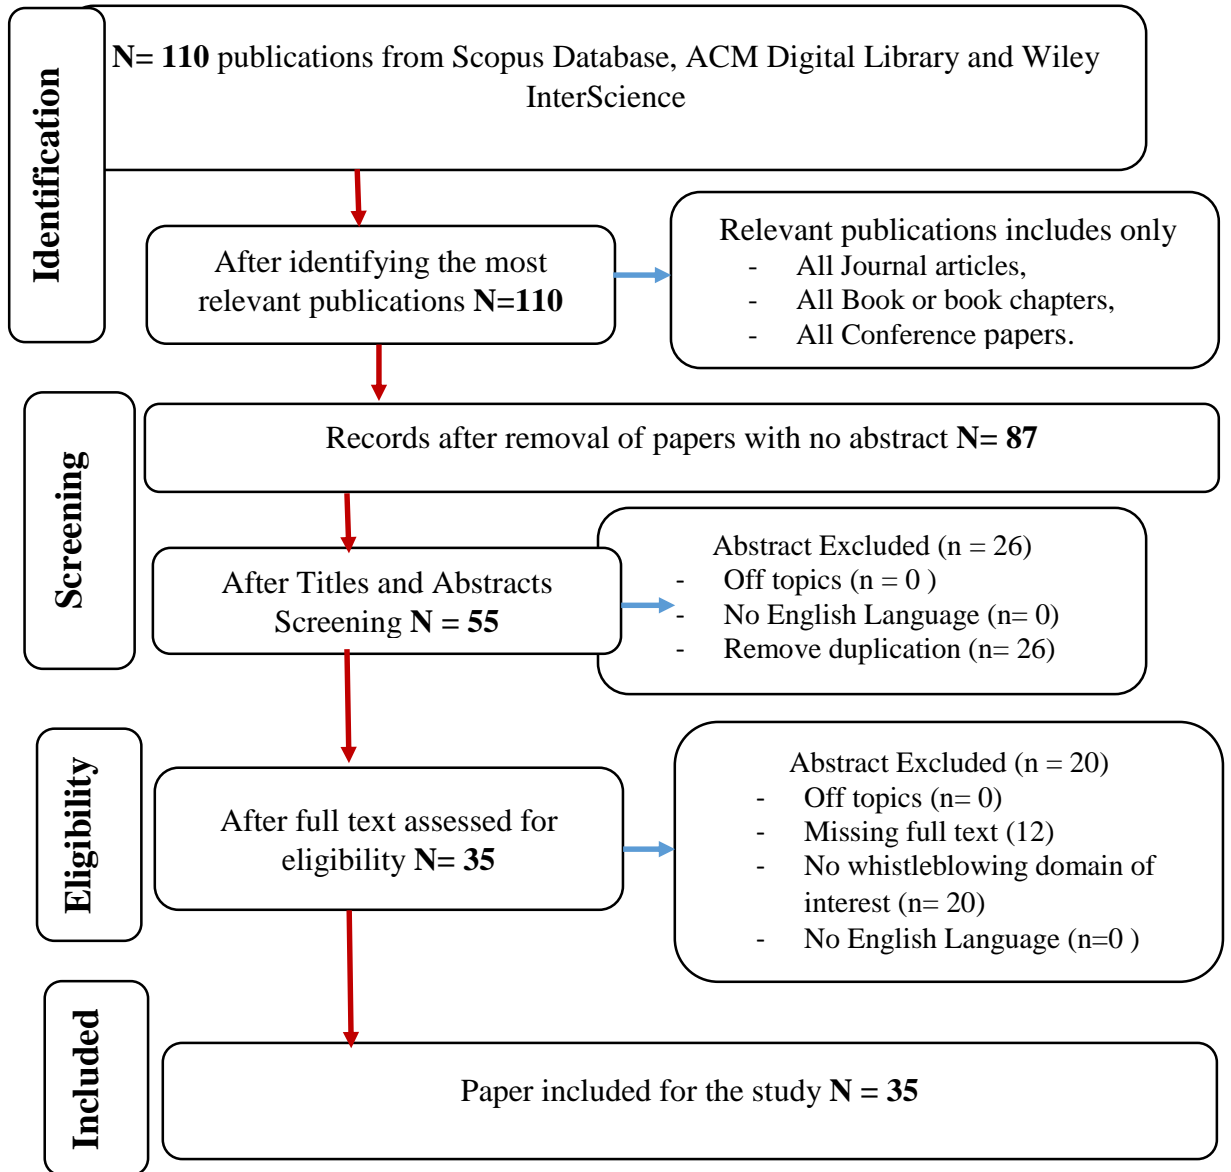 Identification
N= 110 publications from Scopus Database, ACM Digital Library and Wiley
InterScience
After identifying the most
relevant publications N=110
Relevant publications includes only
- All Journal articles,
- All Book or book chapters,
- All Conference papers.
Screening
Records after removal of papers with no abstract N= 87
After Titles and Abstracts
Screening N = 55
Abstract Excluded (n = 26)
- Off topics (n = 0 )
- No English Language (n= 0)
- Remove duplication (n= 26)
Eligibility
After full text assessed for
eligibility N= 35
Abstract Excluded (n = 20)
- Off topics (n= 0)
- Missing full text (12)
- No whistleblowing domain of
interest (n= 20)
- No English Language (n=0 )
Included
Paper included for the study N = 35